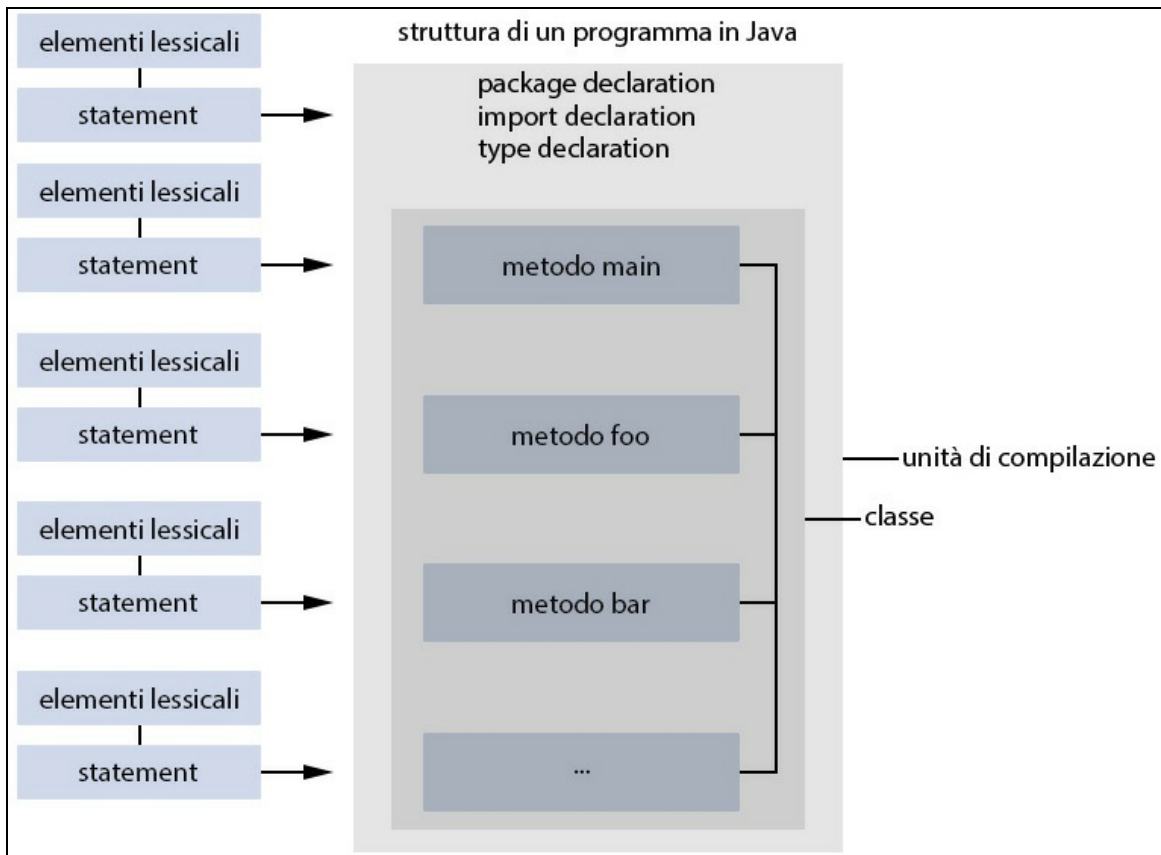 elementi lessicali
statement
elementi lessicali
statement
elementi lessicali
statement
elementi lessicali
statement
elementi lessicali
statement
struttura di un programma in Java
package declaration
import declaration
type declaration
metodo main
metodo foo
metodo bar
...
unità di compilazione
classe